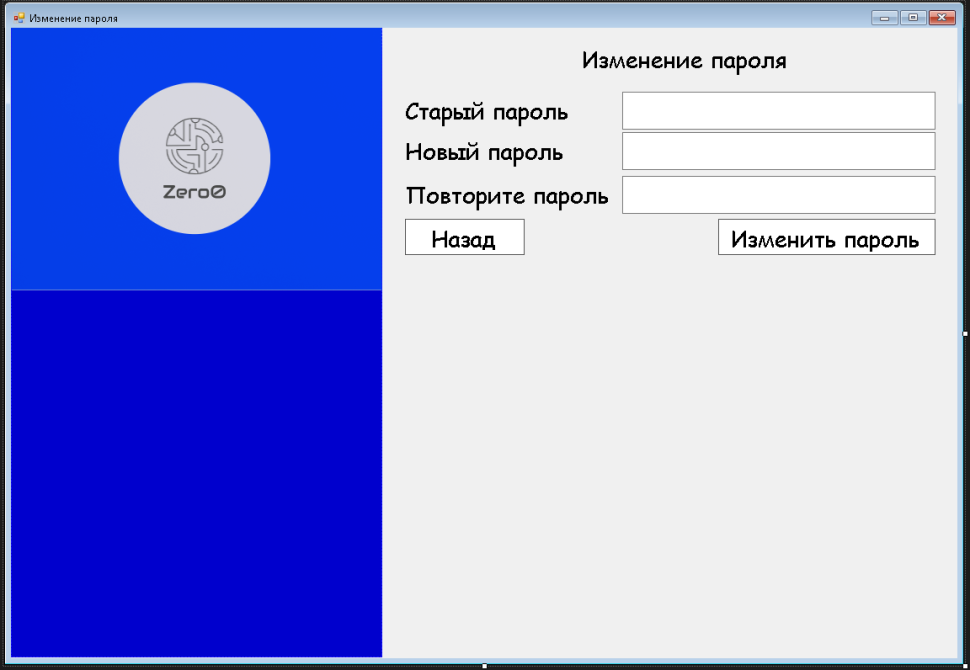 Изменение пароля
Изменение пароля
Старый пароль
Новый пароль
Повторите пароль
Назад
Изменить пароль
Zero0